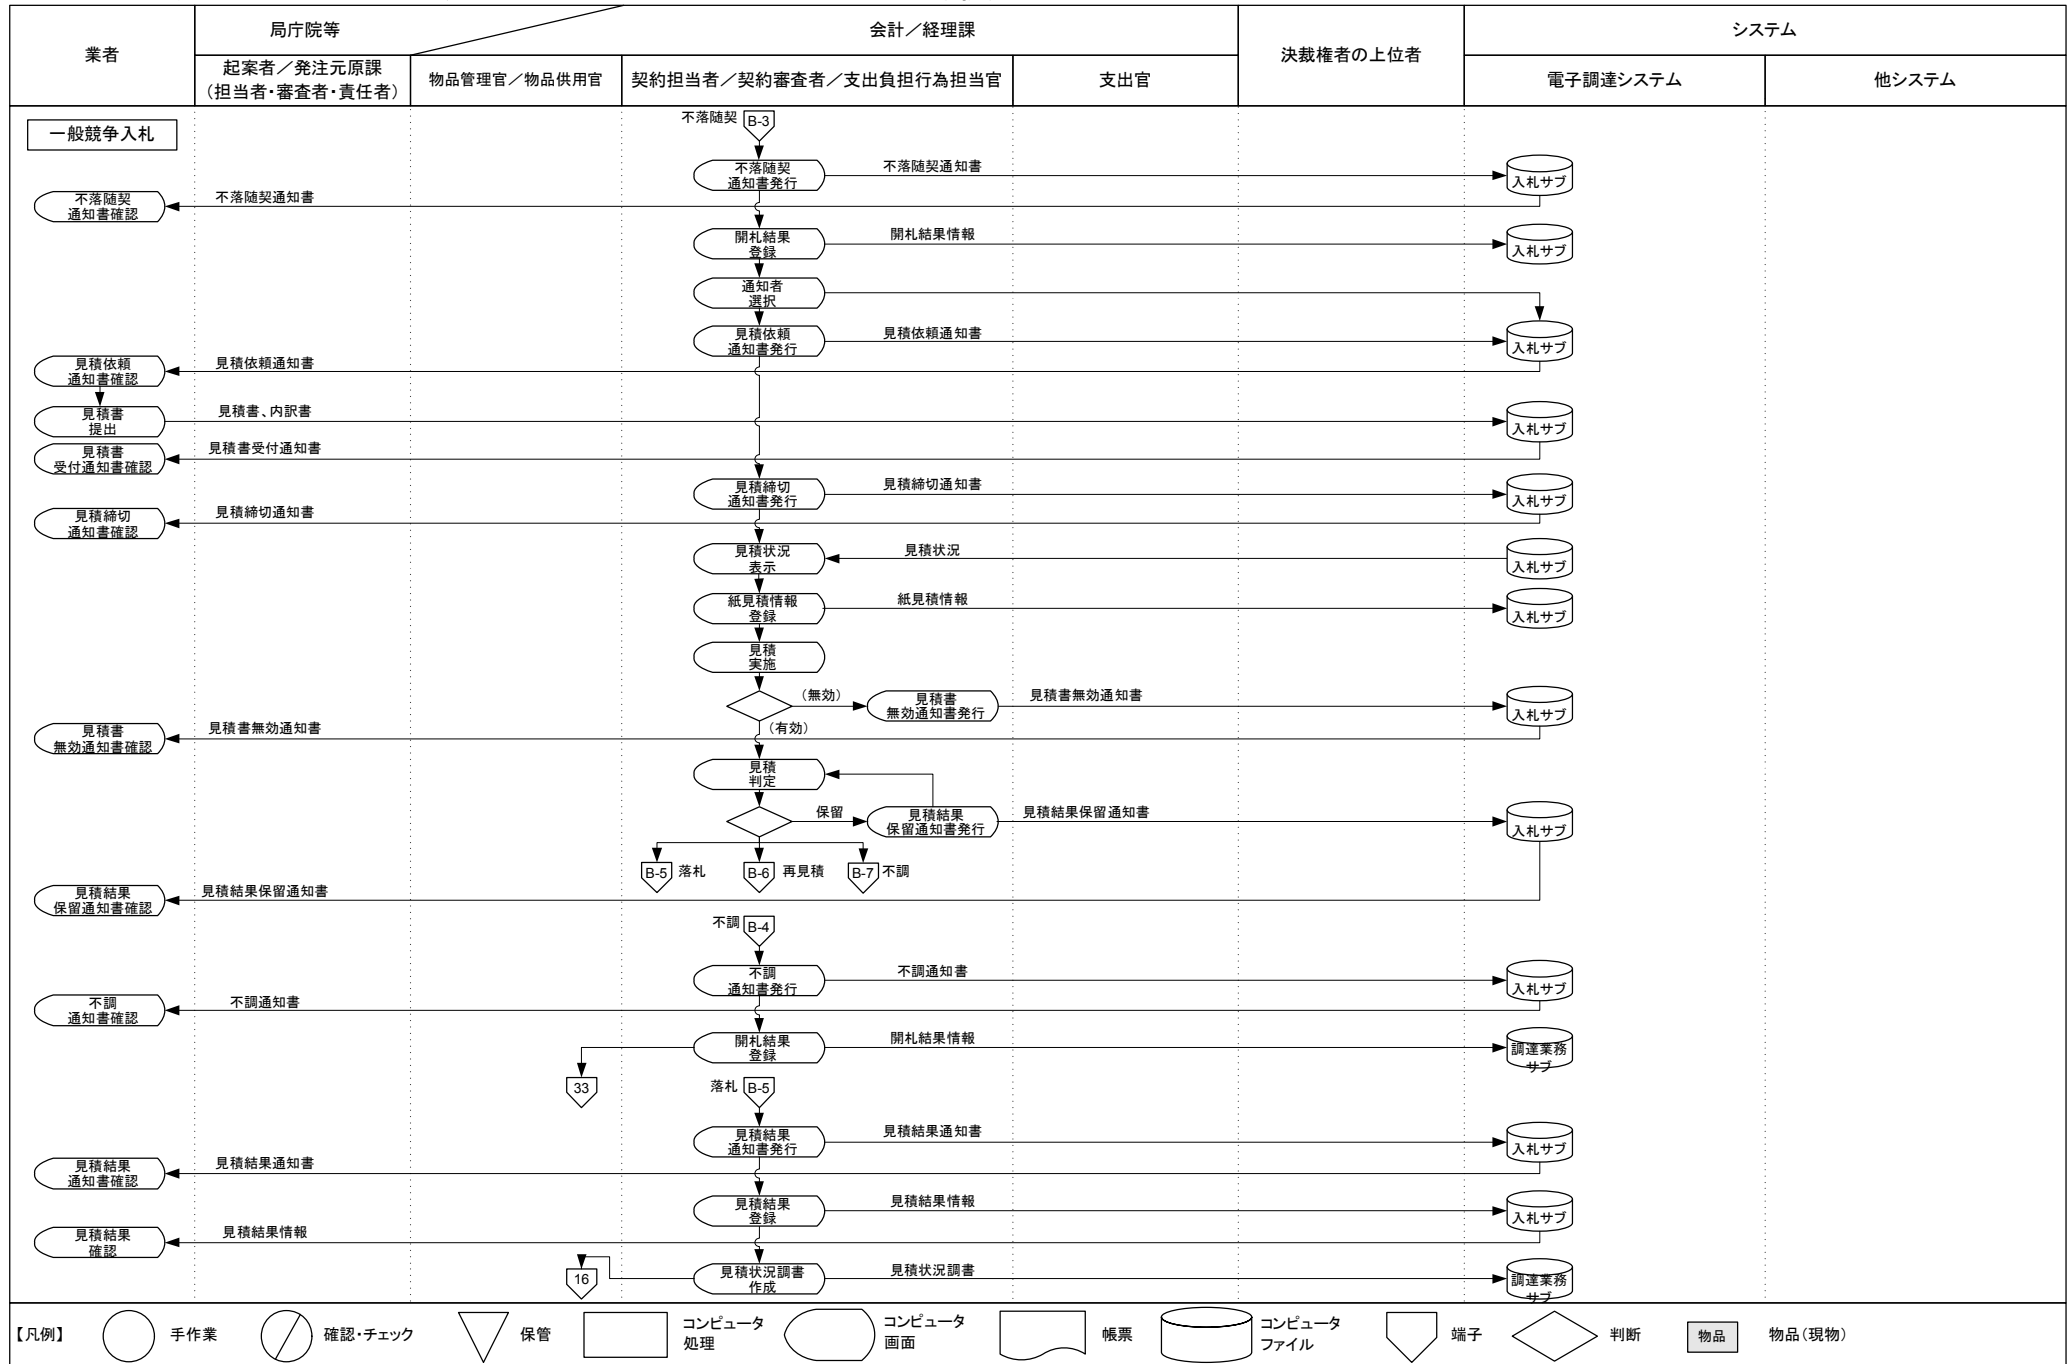 業者
局庁院等
会計／経理課
決裁権者の上位者
システム
起案者／発注元原課
（担当者・審査者・責任者）
物品管理官／物品供用官
契約担当者／契約審査者／支出負担行為担当官
支出官
電子調達システム
他システム
一般競争入札
不落随契
B-3
不落随契
通知書発行
不落随契通知書
入札サブ
不落随契
通知書確認
不落随契通知書
開札結果
登録
開札結果情報
入札サブ
通知者
選択
見積依頼
通知書発行
見積依頼通知書
入札サブ
見積依頼
通知書確認
見積依頼通知書
見積書
提出
見積書、内訳書
入札サブ
見積書
受付通知書確認
見積書受付通知書
見積締切
通知書発行
見積締切通知書
入札サブ
見積締切
通知書確認
見積締切通知書
見積状況
表示
見積状況
入札サブ
紙見積情報
登録
紙見積情報
入札サブ
見積
実施
（無効）
見積書
無効通知書発行
見積書無効通知書
入札サブ
（有効）
見積書
無効通知書確認
見積書無効通知書
見積
判定
保留
見積結果
保留通知書発行
見積結果保留通知書
入札サブ
B-5
落札
B-6
再見積
B-7
不調
見積結果
保留通知書確認
見積結果保留通知書
不調
B-4
不調
通知書発行
不調通知書
入札サブ
不調
通知書確認
不調通知書
開札結果
登録
開札結果情報
調達業務
サブ
33
落札
B-5
見積結果
通知書発行
見積結果通知書
入札サブ
見積結果
通知書確認
見積結果通知書
見積結果
登録
見積結果情報
入札サブ
見積結果
確認
見積結果情報
16
見積状況調書
作成
見積状況調書
調達業務
サブ
【凡例】
手作業
確認・チェック
保管
コンピュータ
処理
コンピュータ
画面
帳票
コンピュータ
ファイル
端子
判断
物品
物品（現物）